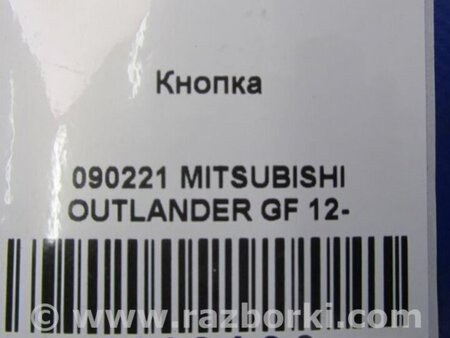 Кнопка
090221 MITSUBISHI
OUTLANDER GF 12-
© www.razborki.com